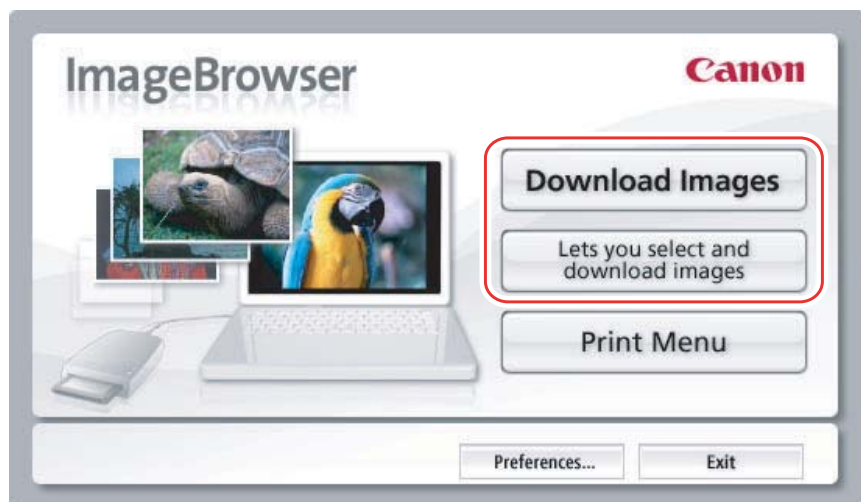 ImageBrowser
Canon
Download Images
Lets you select and
download images
Print Menu
Preferences...
Exit